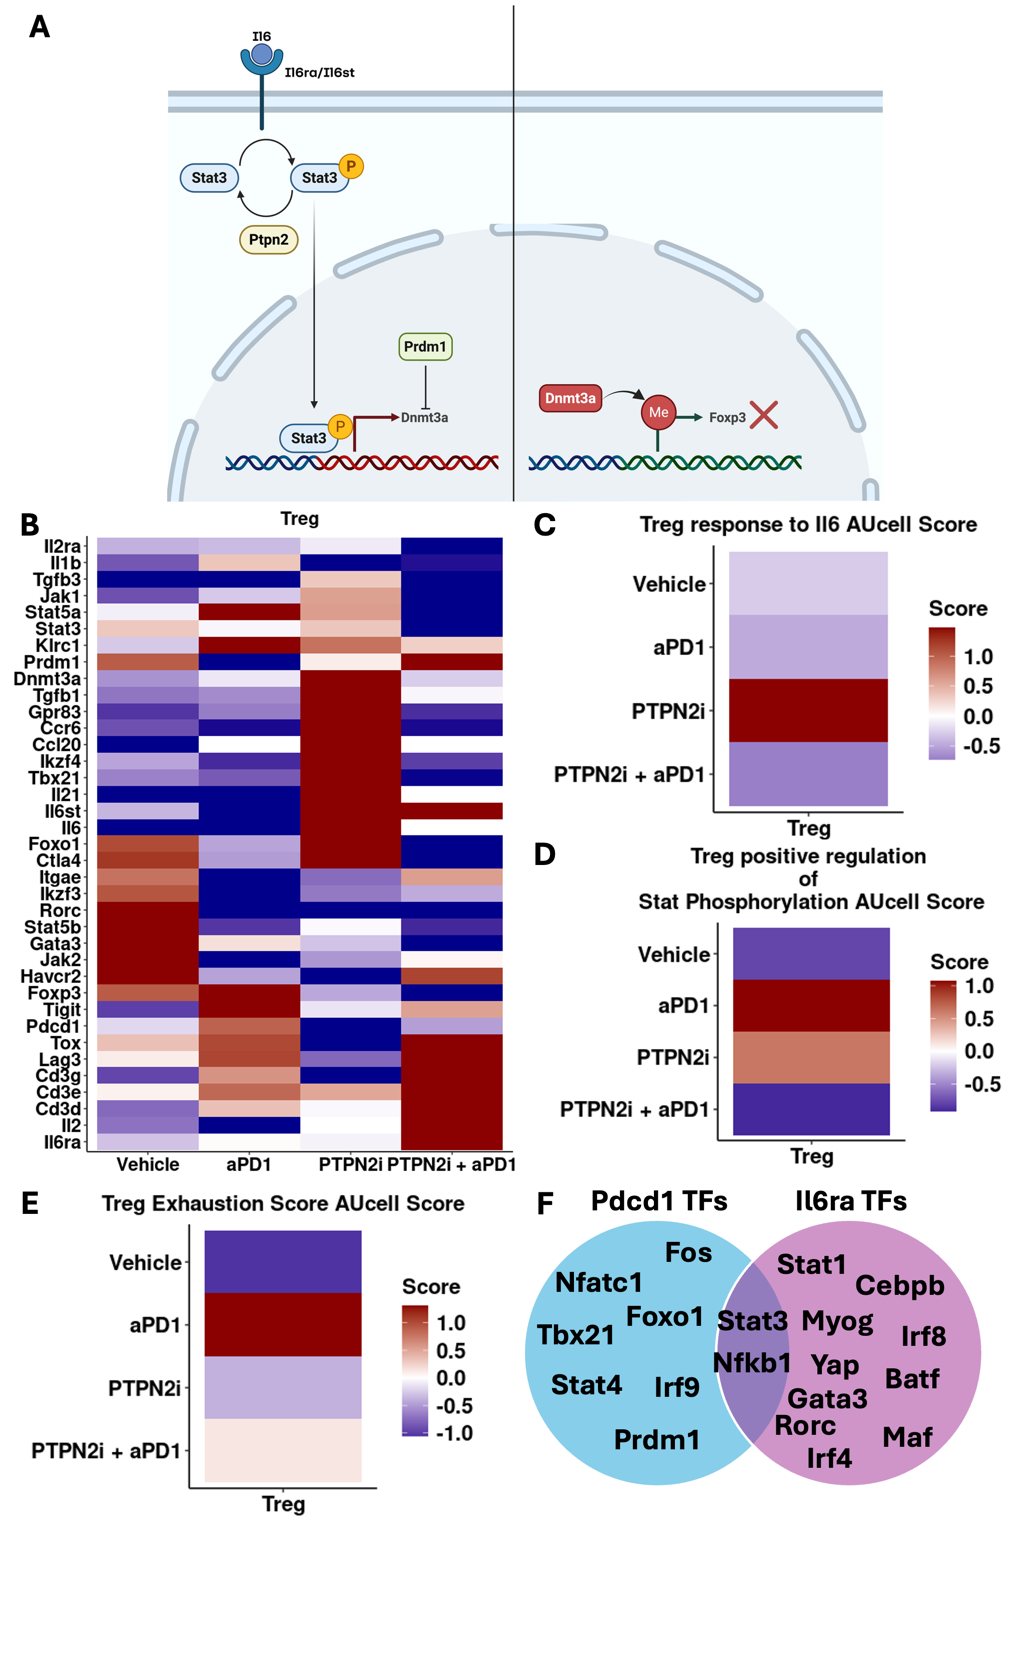 A
Il6
Il6ra/Il6st
Stat3
Stat3
P
Ptpn2
Prdm1
Stat3
P
Dnmt3a
Dnmt3a
Me
Foxp3
B
Treg
Il2ra
Il1b
Tgfb3
Jak1
Stat5a
Stat3
Klrc1
Prdm1
Dnmt3a
Tgfb1
Gpr83
Ccr6
Ccl20
Ikzf4
Tbx21
Il21
Il6st
Il6
Foxo1
Ctla4
Itgae
Ikzf3
Rorc
Stat5b
Gata3
Jak2
Havcr2
Foxp3
Tigit
Pdcd1
Tox
Lag3
Cd3g
Cd3e
Cd3d
Il2
Il6ra
Vehicle aPD1 PTPN2i PTPN2i + aPD1
C
Treg response to Il6 AUcell Score
Vehicle
aPD1
PTPN2i
PTPN2i + aPD1
Treg
Score
1.0
0.5
0.0
-0.5
D
Treg positive regulation
of
Stat Phosphorylation AUcell Score
Vehicle
aPD1
PTPN2i
PTPN2i + aPD1
Treg
Score
1.0
0.5
0.0
-0.5
E
Treg Exhaustion Score AUcell Score
Vehicle
aPD1
PTPN2i
PTPN2i + aPD1
Treg
Score
1.0
0.5
0.0
-0.5
-1.0
F
Pdcd1 TFs
Il6ra TFs
Fos
Nfatc1
Foxo1
Tbx21
Stat4
Irf9
Prdm1
Stat3
Nfkb1
Stat1
Cebpb
Myog
Irf8
Yap
Batf
Gata3
Rorc
Maf
Irf4